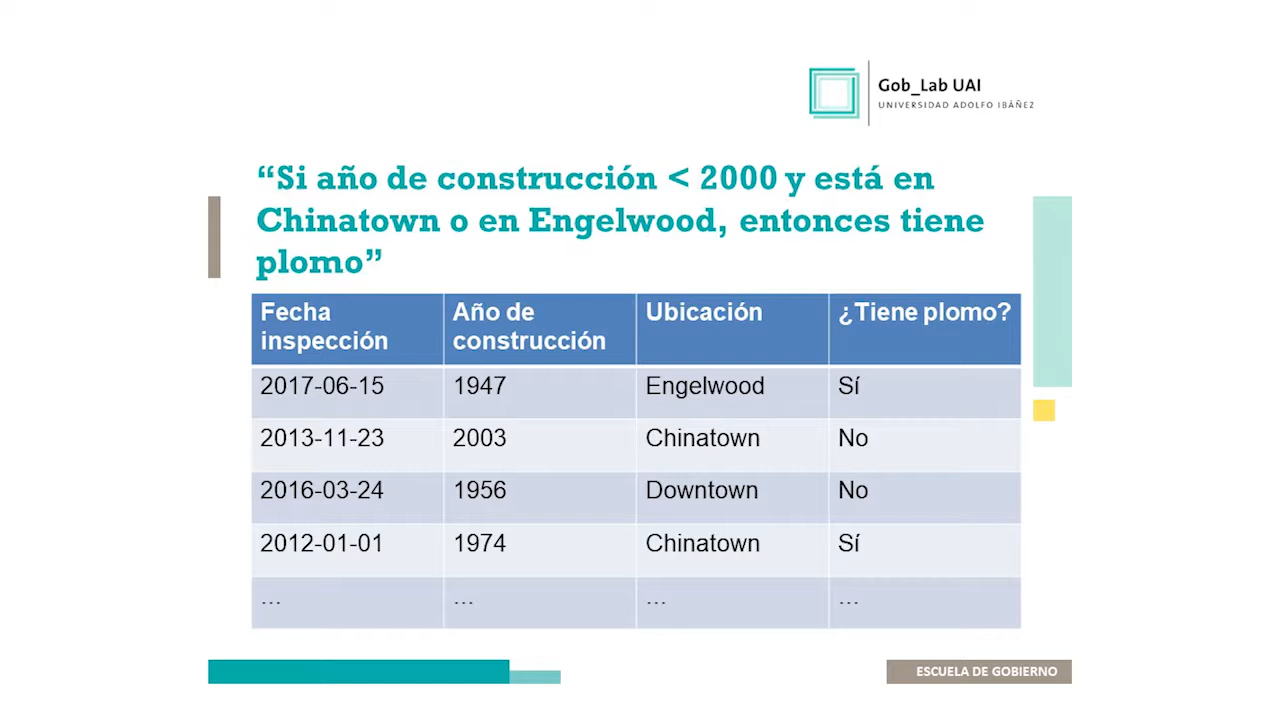 Gob_Lab UAI
UNIVERSIDAD ADOLFO IBÁÑEZ
“Si año de construcción < 2000 y está en
Chinatown o en Engelwood, entonces tiene
plomo”
Fecha inspección Año de construcción Ubicación ¿Tiene plomo?
2017-06-15 1947 Engelwood Sí
2013-11-23 2003 Chinatown No
2016-03-24 1956 Downtown No
2012-01-01 1974 Chinatown Sí
... ... ... ...
ESCUELA DE GOBIERNO